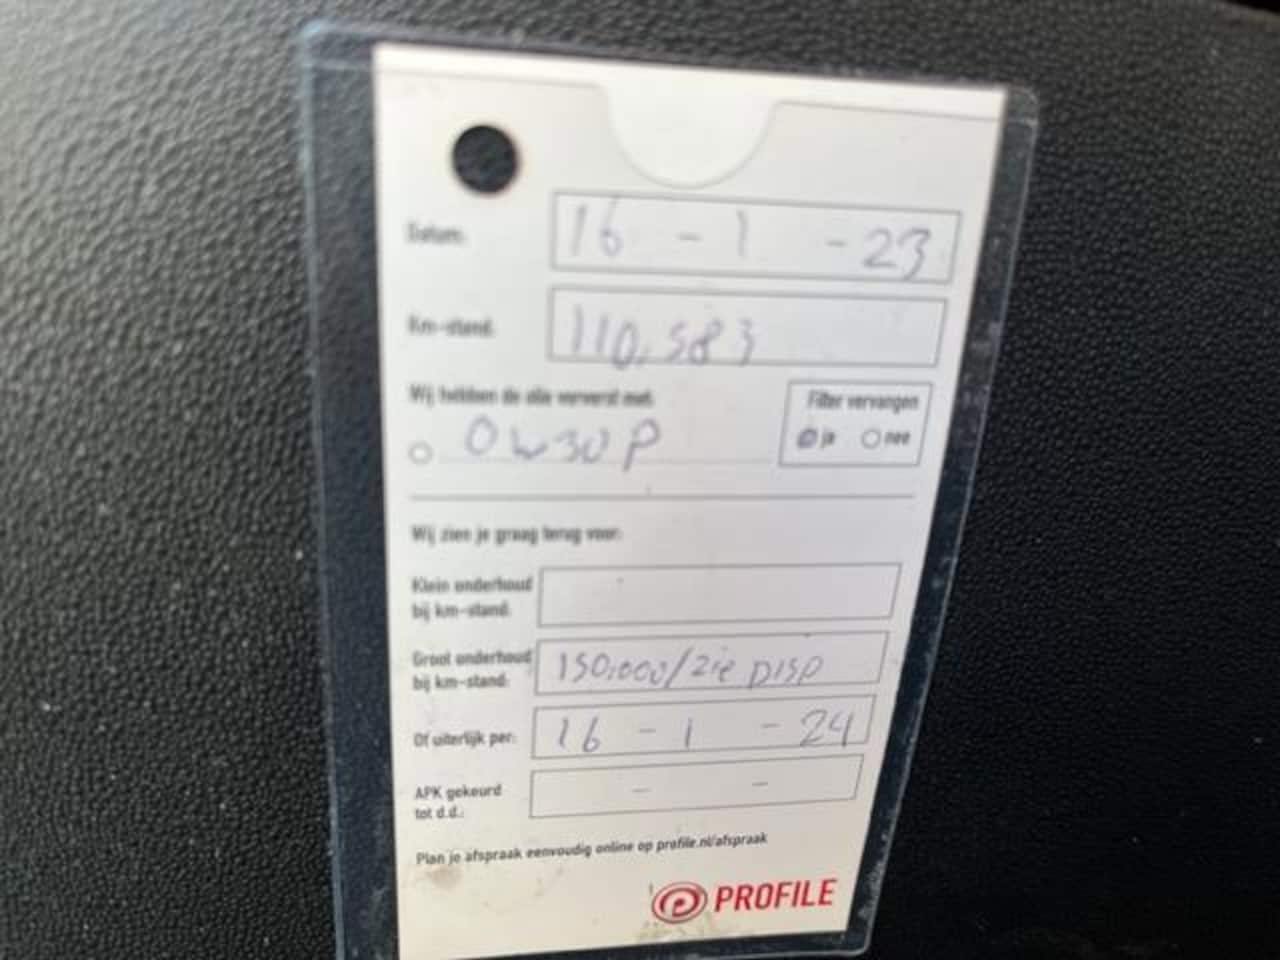 Datum: 16 - 1 - 23
Km-stand: 110.583
Wij hebben de olie ververst met: Filter vervangen
0W30 P ja nee
Wij zien je graag terug voor:
Klein onderhoud
bij km-stand:
Groot onderhoud
bij km-stand: 150.000/zie DISP
Of uiterlijk per: 16 - 1 - 24
APK gekeurd
tot d.d.: - -
Plan je afspraak eenvoudig online op profile.nl/afspraak
PROFILE